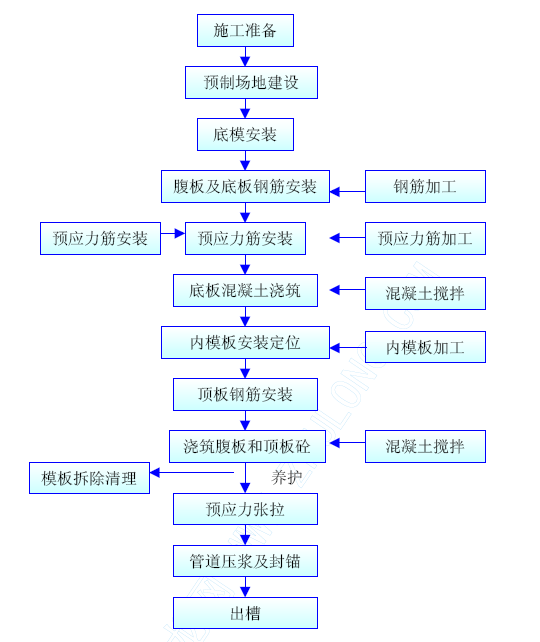 施工准备
预制场地建设
底模安装
腹板及底板钢筋安装
钢筋加工
预应力筋安装
预应力筋安装
预应力筋加工
底板混凝土浇筑
混凝土搅拌
内模板安装定位
内模板加工
顶板钢筋安装
浇筑腹板和顶板砼
混凝土搅拌
模板拆除清理
养护
预应力张拉
管道压浆及封锚
出槽